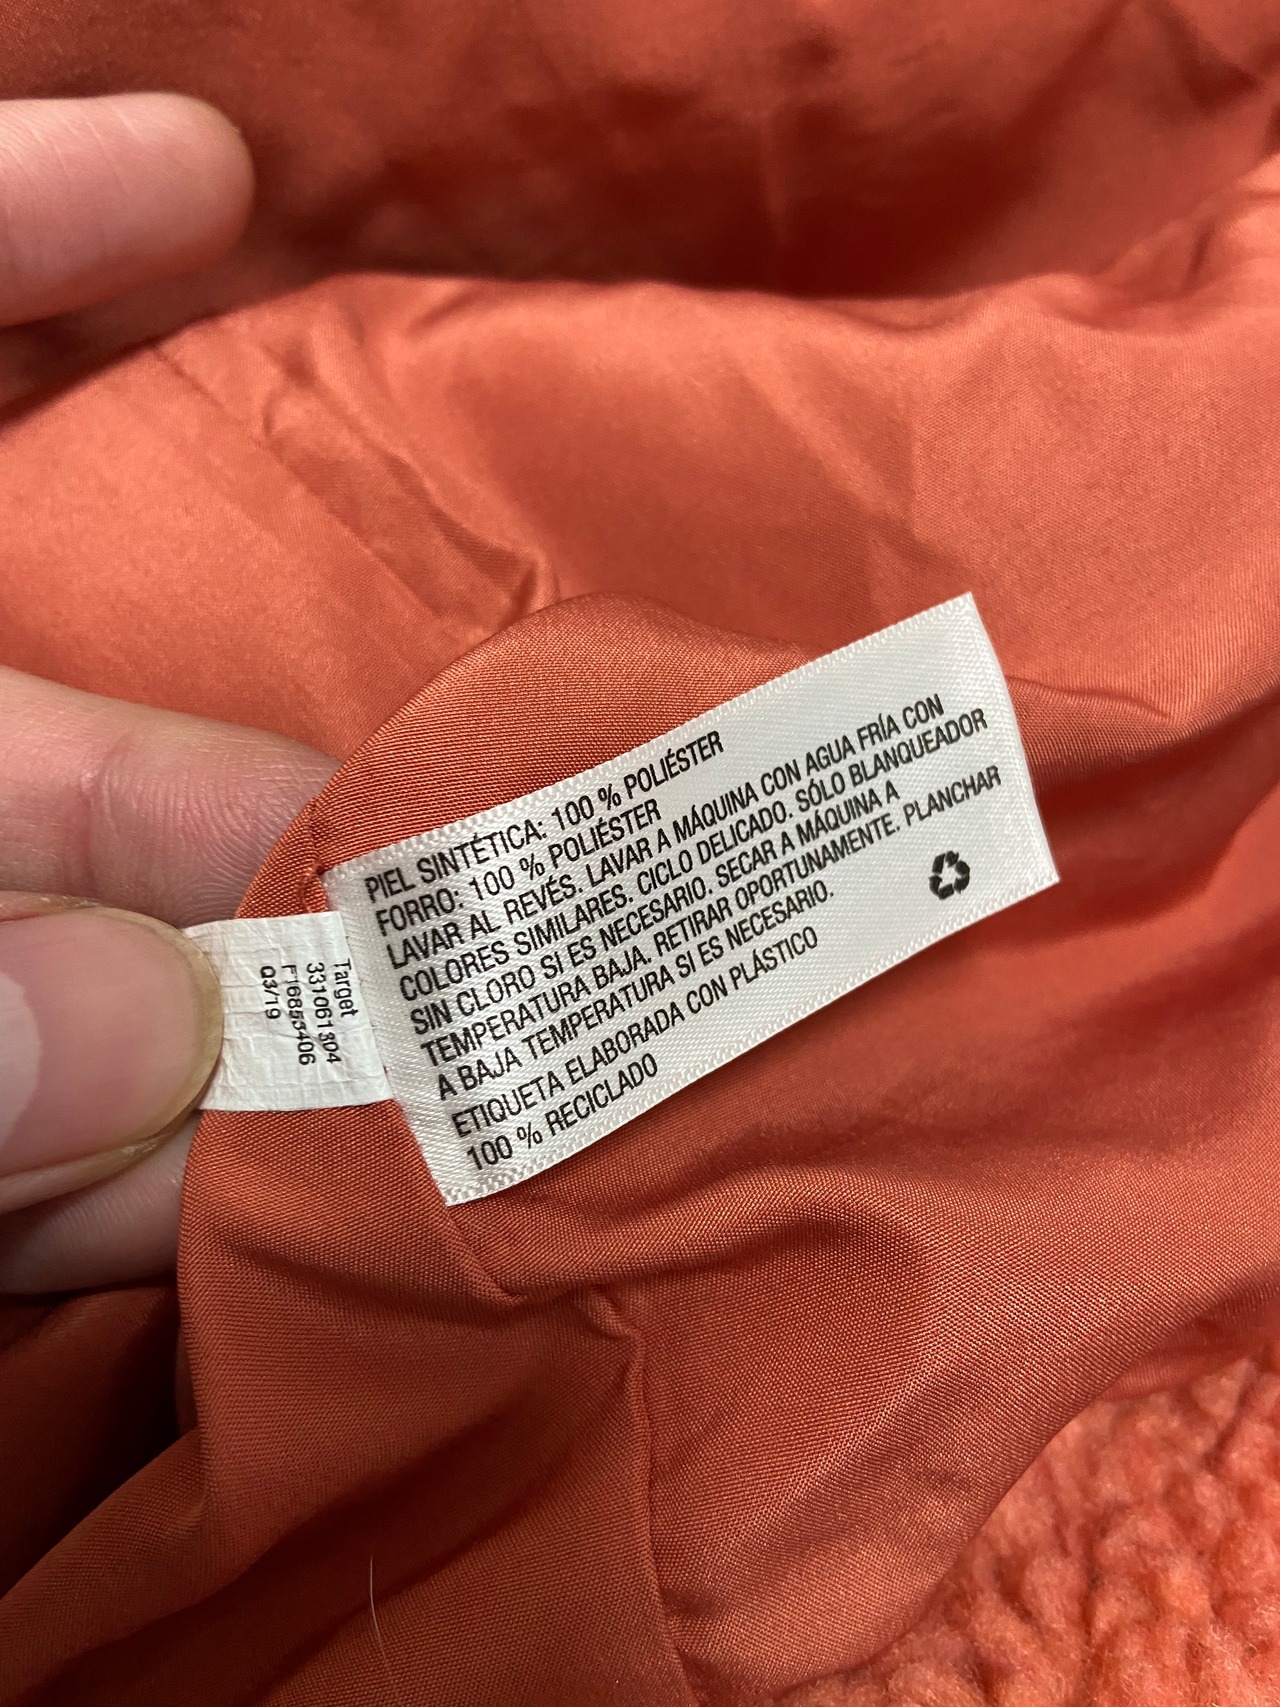 PIEL SINTÉTICA: 100 % POLIÉSTER
FORRO: 100 % POLIÉSTER
LAVAR AL REVÉS. LAVAR A MÁQUINA CON AGUA FRÍA CON
COLORES SIMILARES. CICLO DELICADO. SÓLO BLANQUEADOR
SIN CLORO SI ES NECESARIO. SECAR A MÁQUINA A
TEMPERATURA BAJA. RETIRAR OPORTUNAMENTE. PLANCHAR
A BAJA TEMPERATURA SI ES NECESARIO.
ETIQUETA ELABORADA CON PLÁSTICO
100 % RECICLADO
Target
331061304
Q3/19